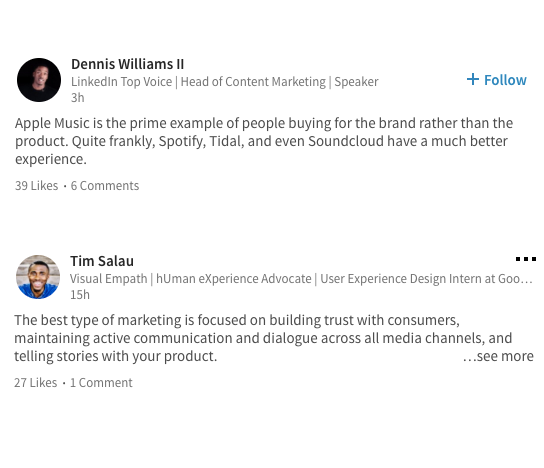 Dennis Williams II
LinkedIn Top Voice | Head of Content Marketing | Speaker
+ Follow
3h
Apple Music is the prime example of people buying for the brand rather than the
product. Quite frankly, Spotify, Tidal, and even Soundcloud have a much better
experience.
39 Likes • 6 Comments
Tim Salau
Visual Empath | hUman eXperience Advocate | User Experience Design Intern at Goo…
15h
The best type of marketing is focused on building trust with consumers,
maintaining active communication and dialogue across all media channels, and
telling stories with your product. …see more
27 Likes • 1 Comment